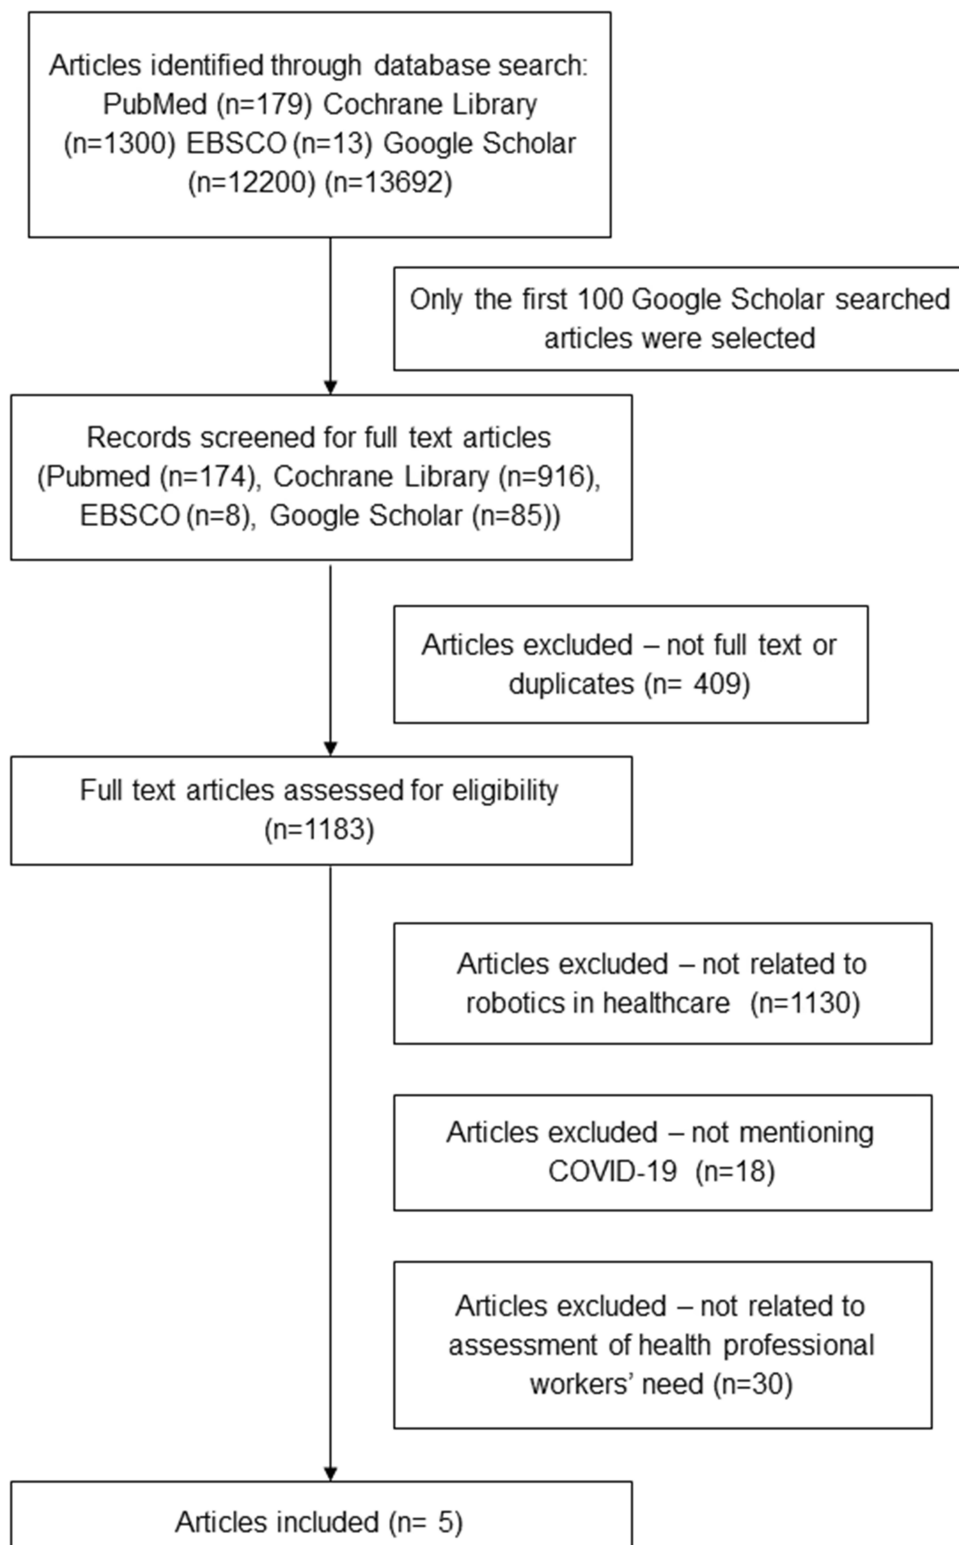 Articles identified through database search:
PubMed (n=179) Cochrane Library
(n=1300) EBSCO (n=13) Google Scholar
(n=12200) (n=13692)
Only the first 100 Google Scholar searched
articles were selected
Records screened for full text articles
(Pubmed (n=174), Cochrane Library (n=916),
EBSCO (n=8), Google Scholar (n=85))
Articles excluded – not full text or
duplicates (n= 409)
Full text articles assessed for eligibility
(n=1183)
Articles excluded – not related to
robotics in healthcare (n=1130)
Articles excluded – not mentioning
COVID-19 (n=18)
Articles excluded – not related to
assessment of health professional
workers’ need (n=30)
Articles included (n= 5)